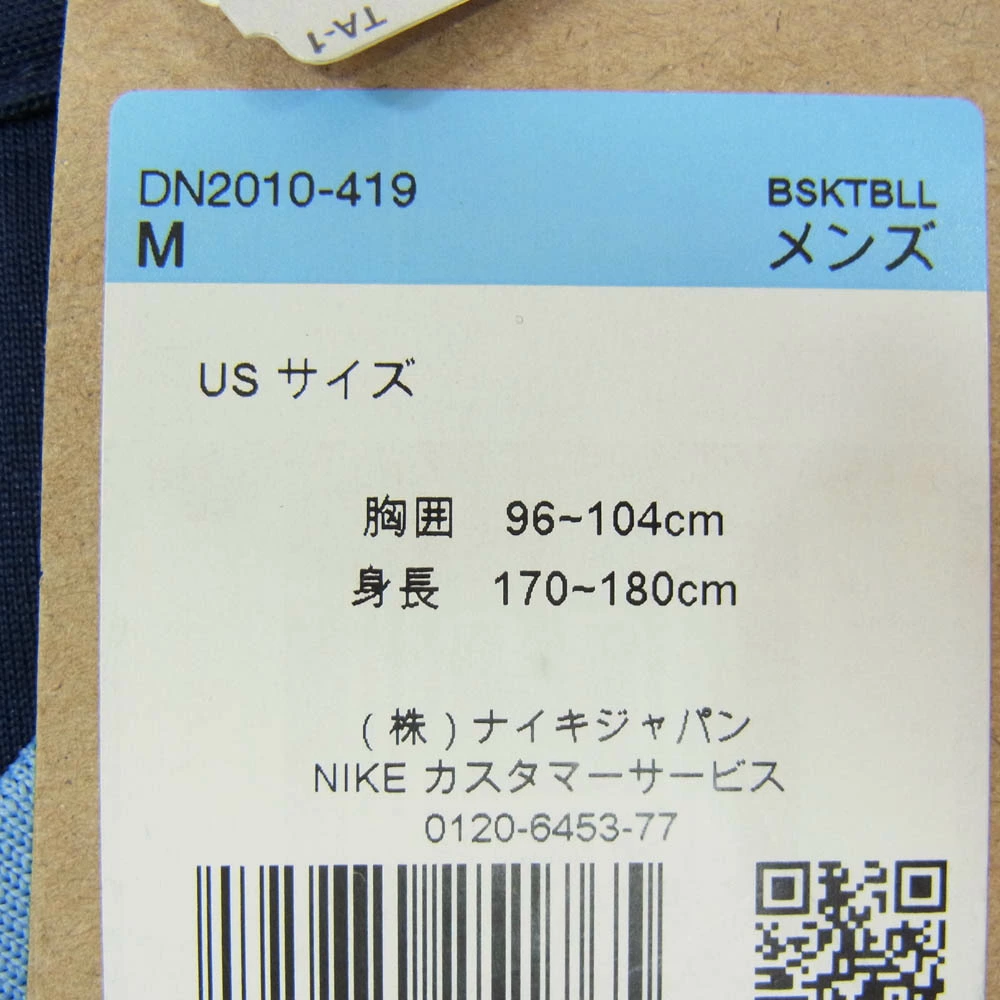 TA-1
DN2010-419
BSKTBLL
M
メンズ
US サイズ
胸囲 96~104cm
身長 170~180cm
(株)ナイキジャパン
NIKE カスタマーサービス
0120-6453-77